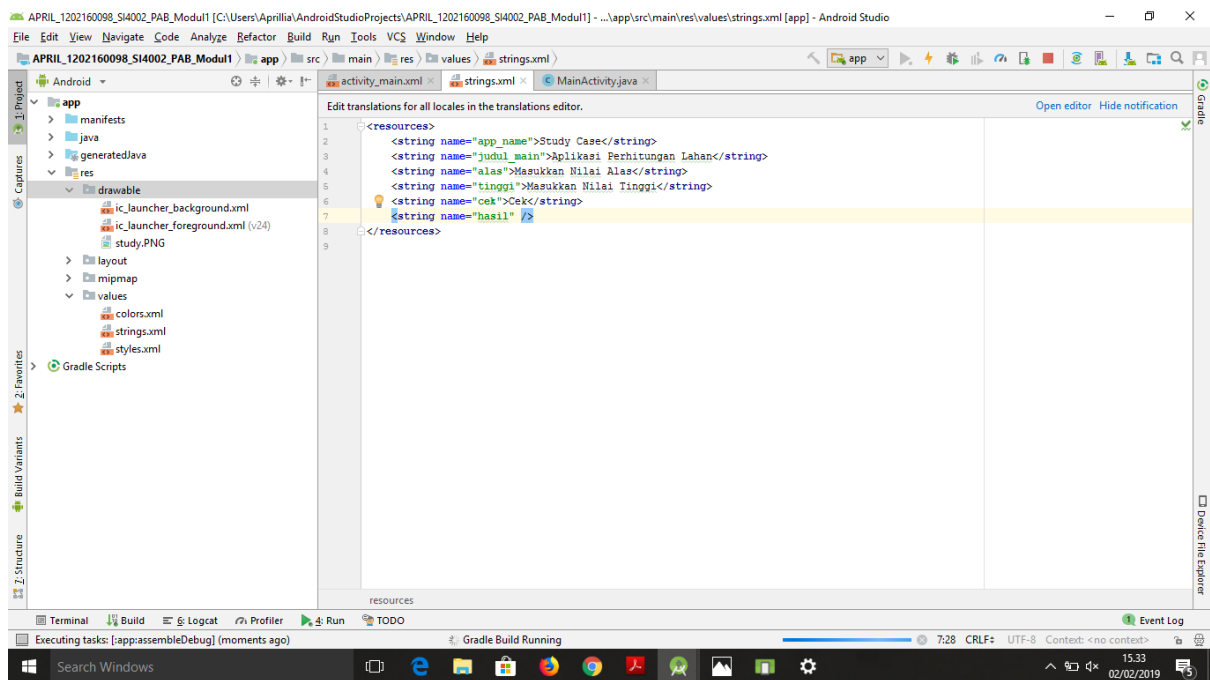 APRIL_1202160098_SI4002_PAB_Modul1 [C:\Users\Aprillia\AndroidStudioProjects\APRIL_1202160098_SI4002_PAB_Modul1] - ...\app\src\main\res\values\strings.xml [app] - Android Studio
File Edit View Navigate Code Analyze Refactor Build Run Tools VCS Window Help
APRIL_1202160098_SI4002_PAB_Modul1 app src main res values strings.xml app
1: Project
Captures
2: Favorites
Build Variants
7: Structure
Android
app
manifests
java
generatedJava
res
drawable
ic_launcher_background.xml
ic_launcher_foreground.xml (v24)
study.PNG
layout
mipmap
values
colors.xml
strings.xml
styles.xml
Gradle Scripts
activity_main.xml strings.xml MainActivity.java
Edit translations for all locales in the translations editor. Open editor Hide notification
1 <resources>
2 <string name="app_name">Study Case</string>
3 <string name="judul_main">Aplikasi Perhitungan Lahan</string>
4 <string name="alas">Masukkan Nilai Alas</string>
5 <string name="tinggi">Masukkan Nilai Tinggi</string>
6 <string name="cek">Cek</string>
7 <string name="hasil" />
8 </resources>
9
resources
Gradle
Device File Explorer
Terminal Build 6: Logcat Profiler 4: Run TODO 1 Event Log
Executing tasks: [:app:assembleDebug] (moments ago) Gradle Build Running 7:28 CRLF UTF-8 Context: <no context>
Search Windows 15.33
02/02/2019 5